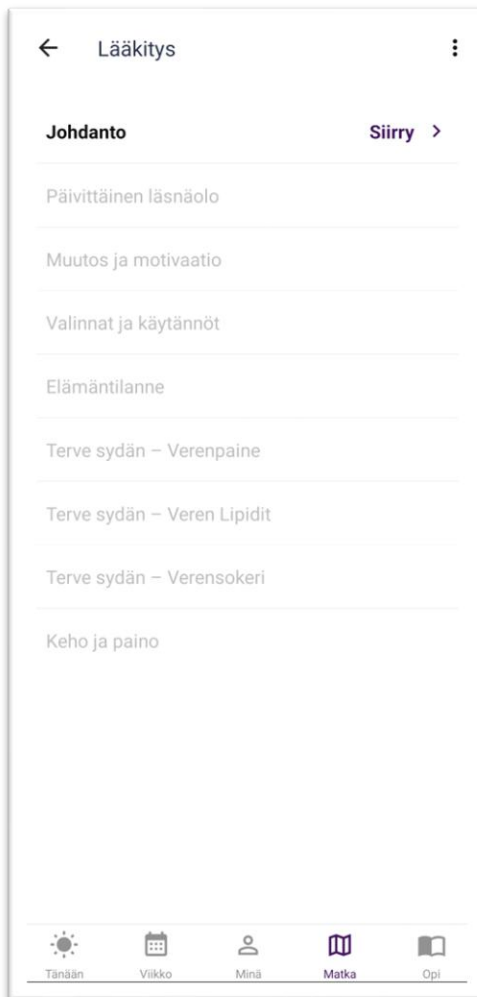 Lääkitys
Johdanto Siirry
Päivittäinen läsnäolo
Muutos ja motivaatio
Valinnat ja käytännöt
Elämäntilanne
Terve sydän – Verenpaine
Terve sydän – Veren Lipidit
Terve sydän – Verensokeri
Keho ja paino
Tänään Viikko Minä Matka Opi